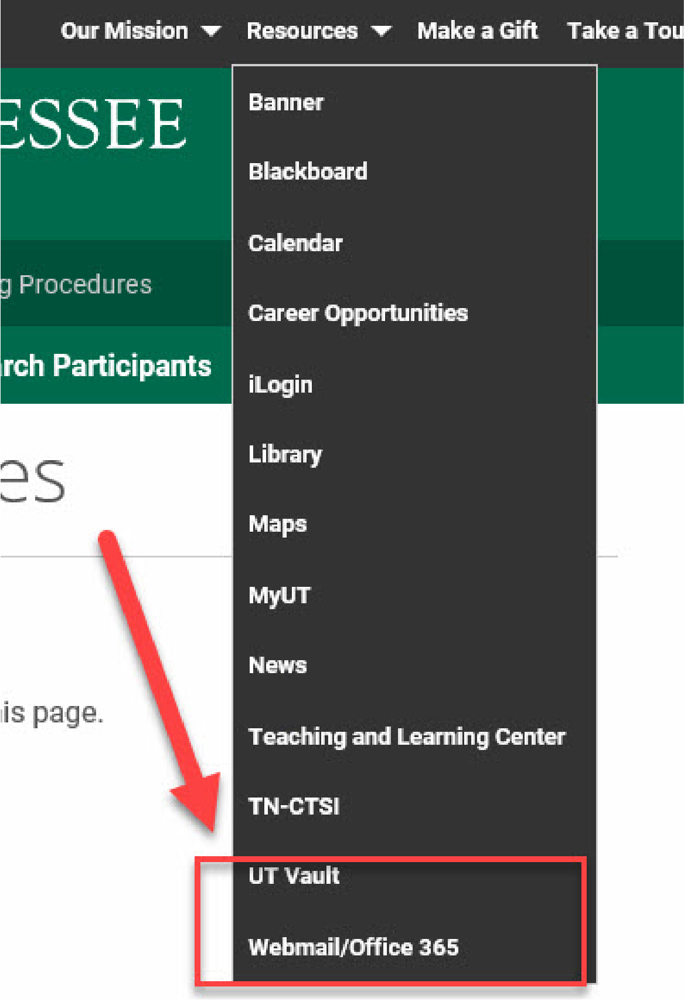 Our Mission Resources Make a Gift Take a Tou
ESSEE
Banner
Blackboard
Calendar
g Procedures
Career Opportunities
rch Participants
iLogin
Library
es
Maps
MyUT
News
is page.
Teaching and Learning Center
TN-CTSI
UT Vault
Webmail/Office 365